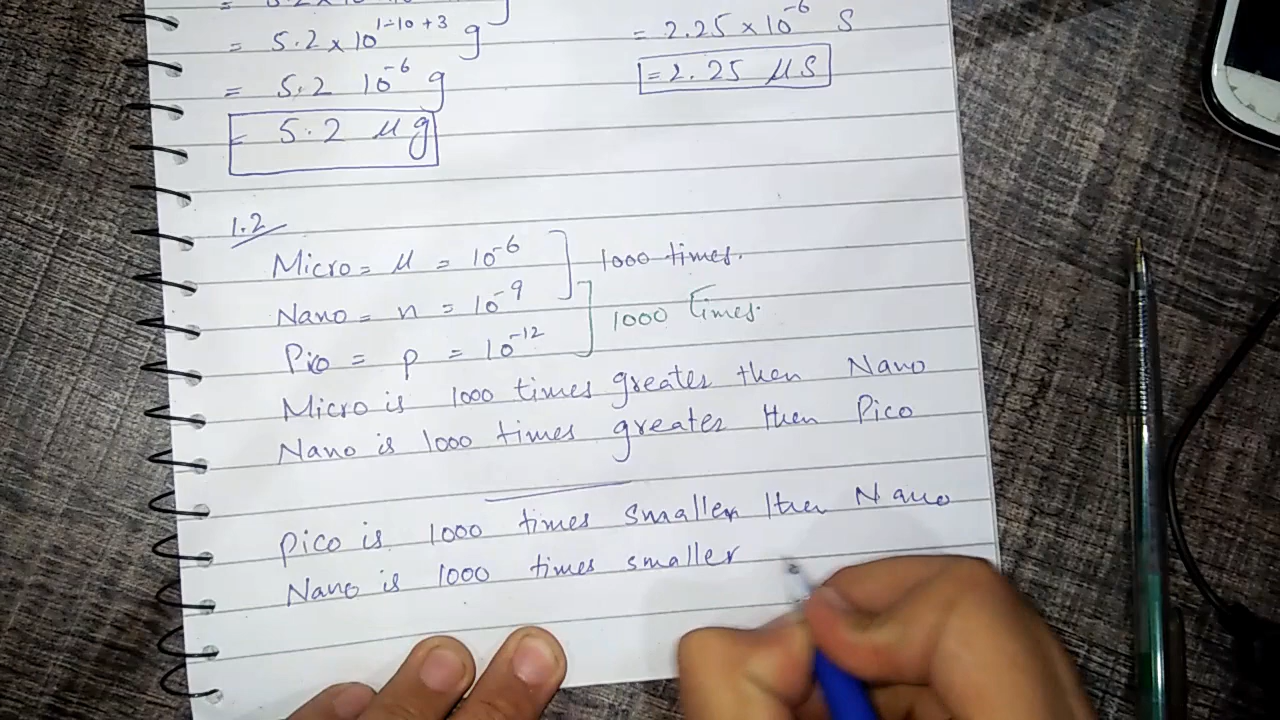 = 5.2 x 10^1-10+3 g
= 5.2 10^-6 g
= 5.2 μg
= 2.25 x 10^-6 S
= 2.25 μS
1.2
Micro = μ = 10^-6
1000 times.
Nano = n = 10^-9
1000 times.
Pico = p = 10^-12
Micro is 1000 times greater then Nano
Nano is 1000 times greater then Pico
Pico is 1000 times smaller then Nano
Nano is 1000 times smaller